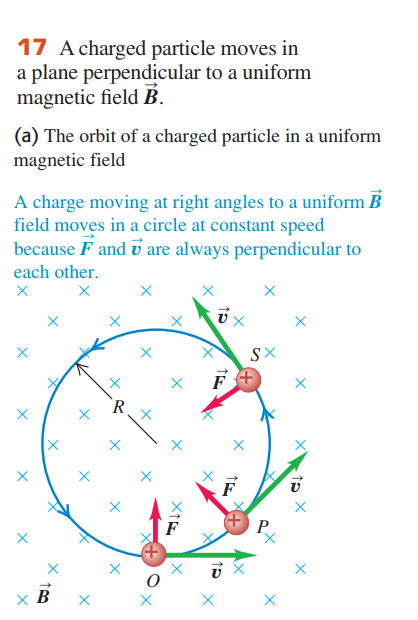 17 A charged particle moves in
a plane perpendicular to a uniform
magnetic field B⃗.
(a) The orbit of a charged particle in a uniform
magnetic field
A charge moving at right angles to a uniform B⃗
field moves in a circle at constant speed
because F⃗ and v⃗ are always perpendicular to
each other.
v⃗
S
F⃗
R
F⃗
v⃗
P
F⃗
v⃗
O
B⃗